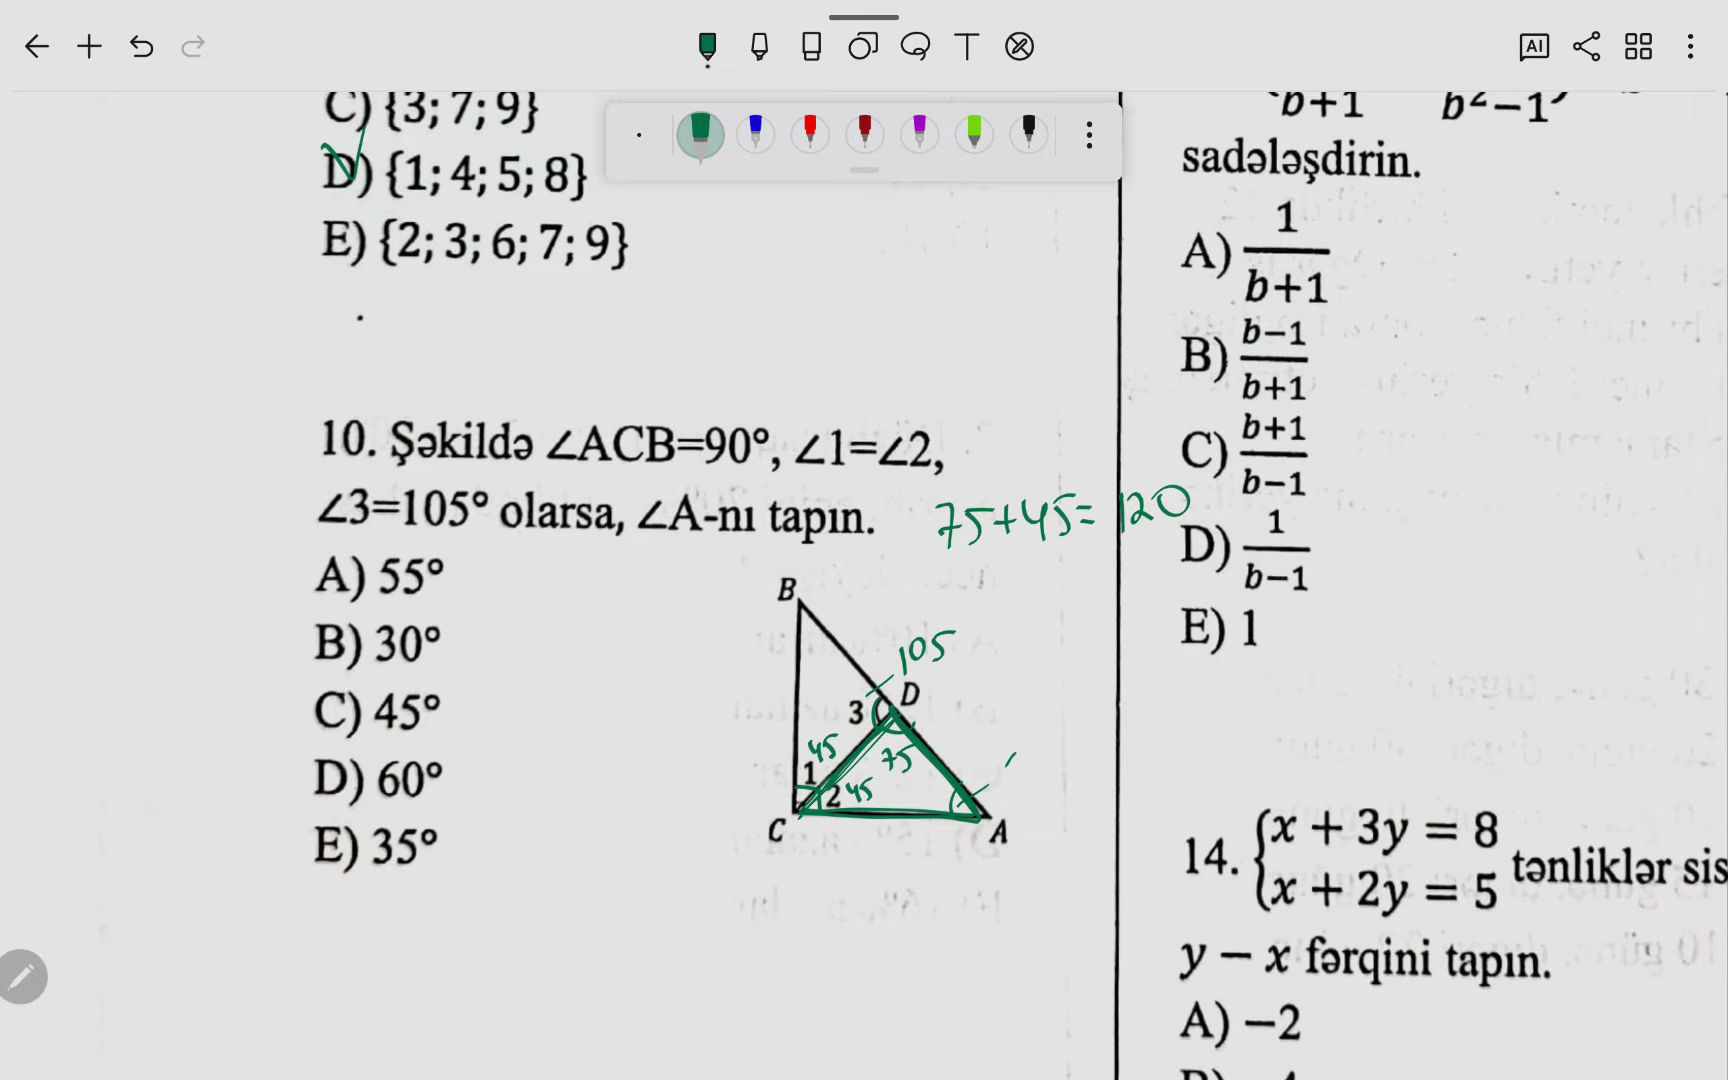 AI
C) {3; 7; 9}
D) {1; 4; 5; 8}
E) {2; 3; 6; 7; 9}
10. Şəkildə ∠ACB=90°, ∠1=∠2,
∠3=105° olarsa, ∠A-nı tapın.
75+45=120
A) 55°
B) 30°
C) 45°
D) 60°
E) 35°
B
105
D
3
45
75
1
2
45
C
A
b+1 b²−1
sadələşdirin.
A) 1/(b+1)
B) (b−1)/(b+1)
C) (b+1)/(b−1)
D) 1/(b−1)
E) 1
14. {x + 3y = 8
x + 2y = 5 tənliklər sis
y − x fərqini tapın.
A) −2